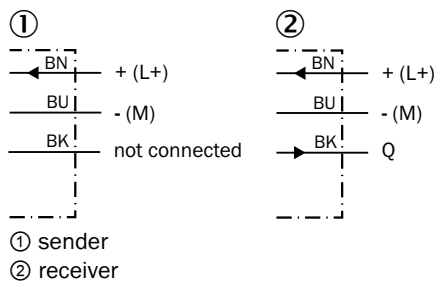 ① ②
BN + (L+) BN + (L+)
BU - (M) BU - (M)
BK not connected BK Q
① sender
② receiver